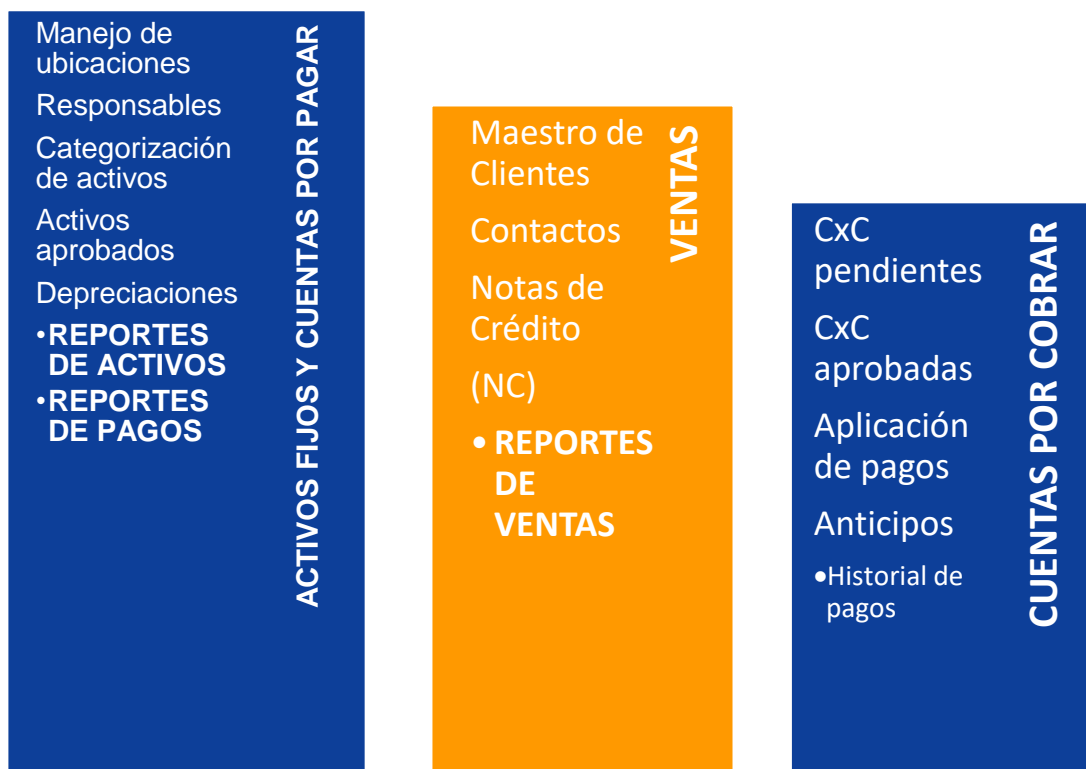 Manejo de
ubicaciones
Responsables
Categorización
de activos
Activos
aprobados
Depreciaciones
•REPORTES
DE ACTIVOS
•REPORTES
DE PAGOS
ACTIVOS FIJOS Y CUENTAS POR PAGAR
Maestro de
Clientes
Contactos
Notas de
Crédito
(NC)
• REPORTES
DE
VENTAS
VENTAS
CxC
pendientes
CxC
aprobadas
Aplicación
de pagos
Anticipos
•Historial de
pagos
CUENTAS POR COBRAR